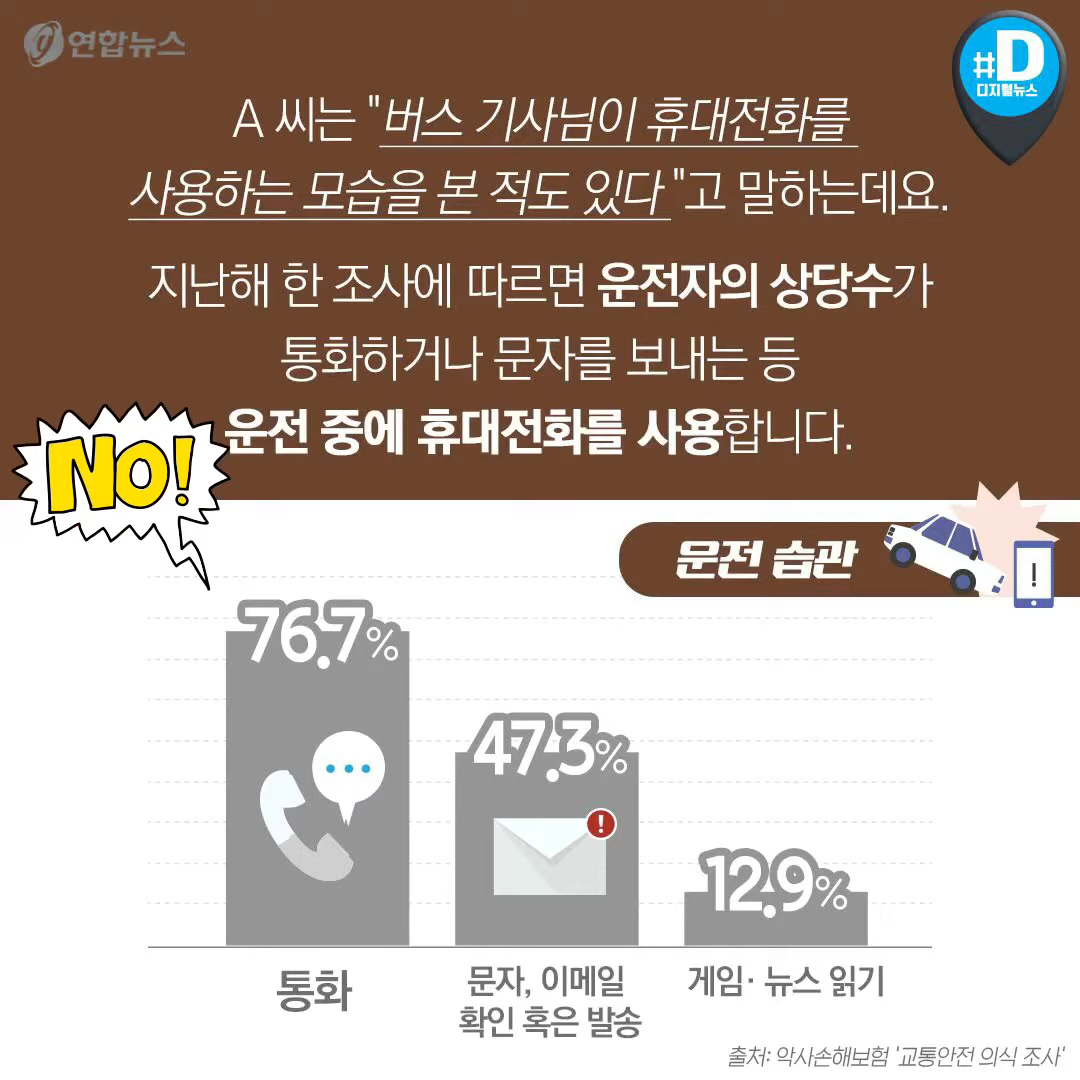 연합뉴스
#D
디지털뉴스
A 씨는 "버스 기사님이 휴대전화를
사용하는 모습을 본 적도 있다"고 말하는데요.
지난해 한 조사에 따르면 운전자의 상당수가
통화하거나 문자를 보내는 등
운전 중에 휴대전화를 사용합니다.
NO!
운전 습관
!
76.7%
47.3%
!
12.9%
통화
문자, 이메일
확인 혹은 발송
게임· 뉴스 읽기
출처: 악사손해보험 '교통안전 의식 조사'